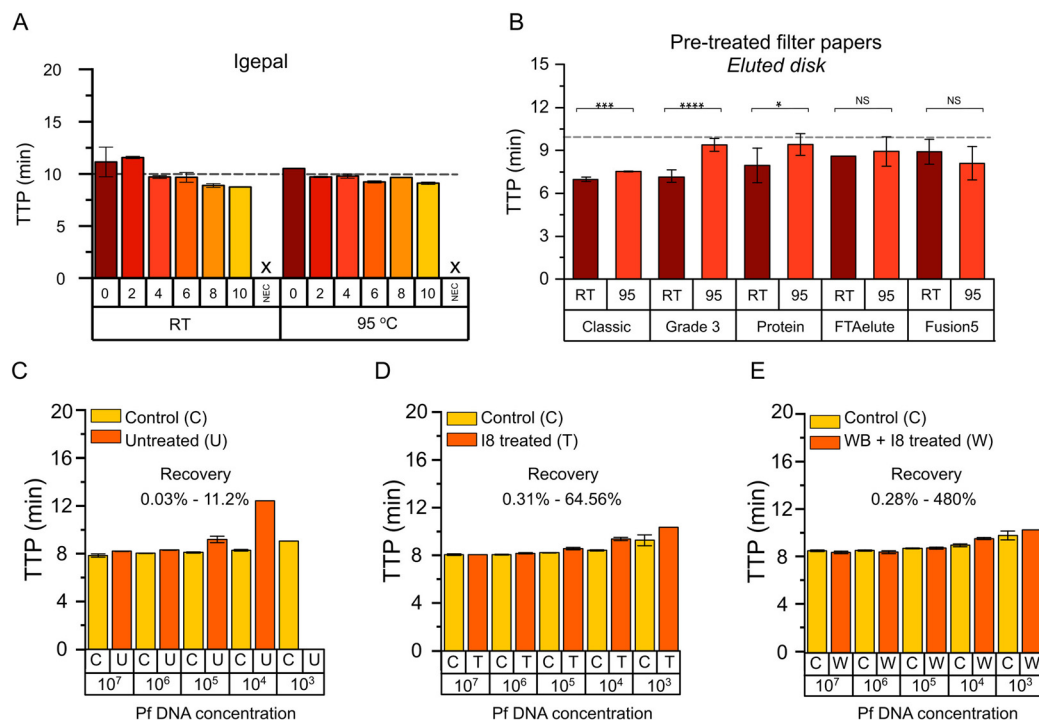 A
Igepal
TTP (min)
20
15
10
5
0
X
X
0 2 4 6 8 10 NEC 0 2 4 6 8 10 NEC
RT 95 ºC
B
Pre-treated filter papers
Eluted disk
TTP (min)
15
12
9
6
3
0
*** **** * NS NS
RT 95 RT 95 RT 95 RT 95 RT 95
Classic Grade 3 Protein FTAelute Fusion5
C
Control (C)
Untreated (U)
Recovery
0.03% - 11.2%
TTP (min)
20
16
12
8
4
0
C U C U C U C U C U
10⁷ 10⁶ 10⁵ 10⁴ 10³
Pf DNA concentration
D
Control (C)
I8 treated (T)
Recovery
0.31% - 64.56%
TTP (min)
20
16
12
8
4
0
C T C T C T C T C T
10⁷ 10⁶ 10⁵ 10⁴ 10³
Pf DNA concentration
E
Control (C)
WB + I8 treated (W)
Recovery
0.28% - 480%
TTP (min)
20
16
12
8
4
0
C W C W C W C W C W
10⁷ 10⁶ 10⁵ 10⁴ 10³
Pf DNA concentration